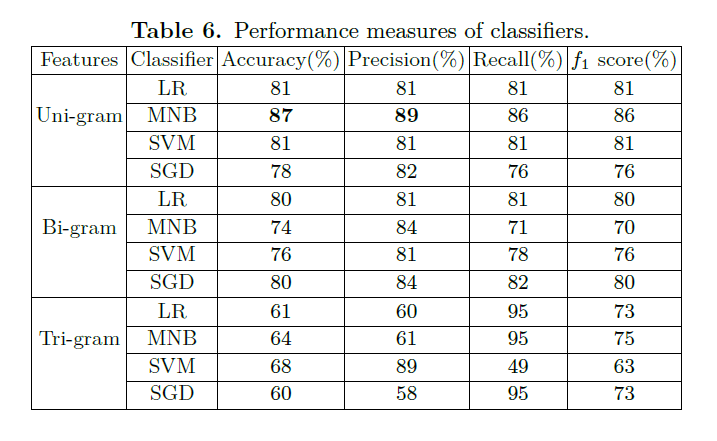 Table 6. Performance measures of classifiers.
Features Classifier Accuracy(%) Precision(%) Recall(%) f1 score(%)
LR 81 81 81 81
Uni-gram MNB 87 89 86 86
SVM 81 81 81 81
SGD 78 82 76 76
LR 80 81 81 80
Bi-gram MNB 74 84 71 70
SVM 76 81 78 76
SGD 80 84 82 80
LR 61 60 95 73
Tri-gram MNB 64 61 95 75
SVM 68 89 49 63
SGD 60 58 95 73